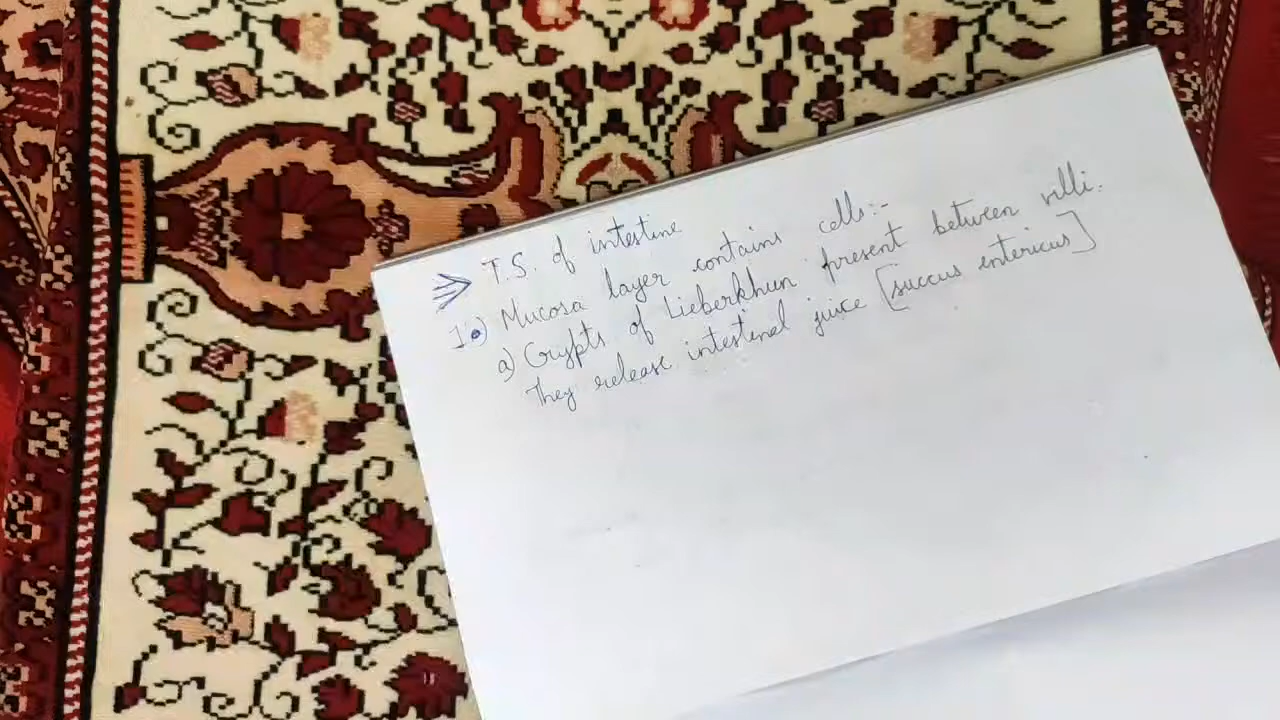 ⇒ T.S. of intestine
1•) Mucosa layer contains cells:-
a) Crypts of Lieberkhun present between villi.
They release intestinal juice [succus entericus]